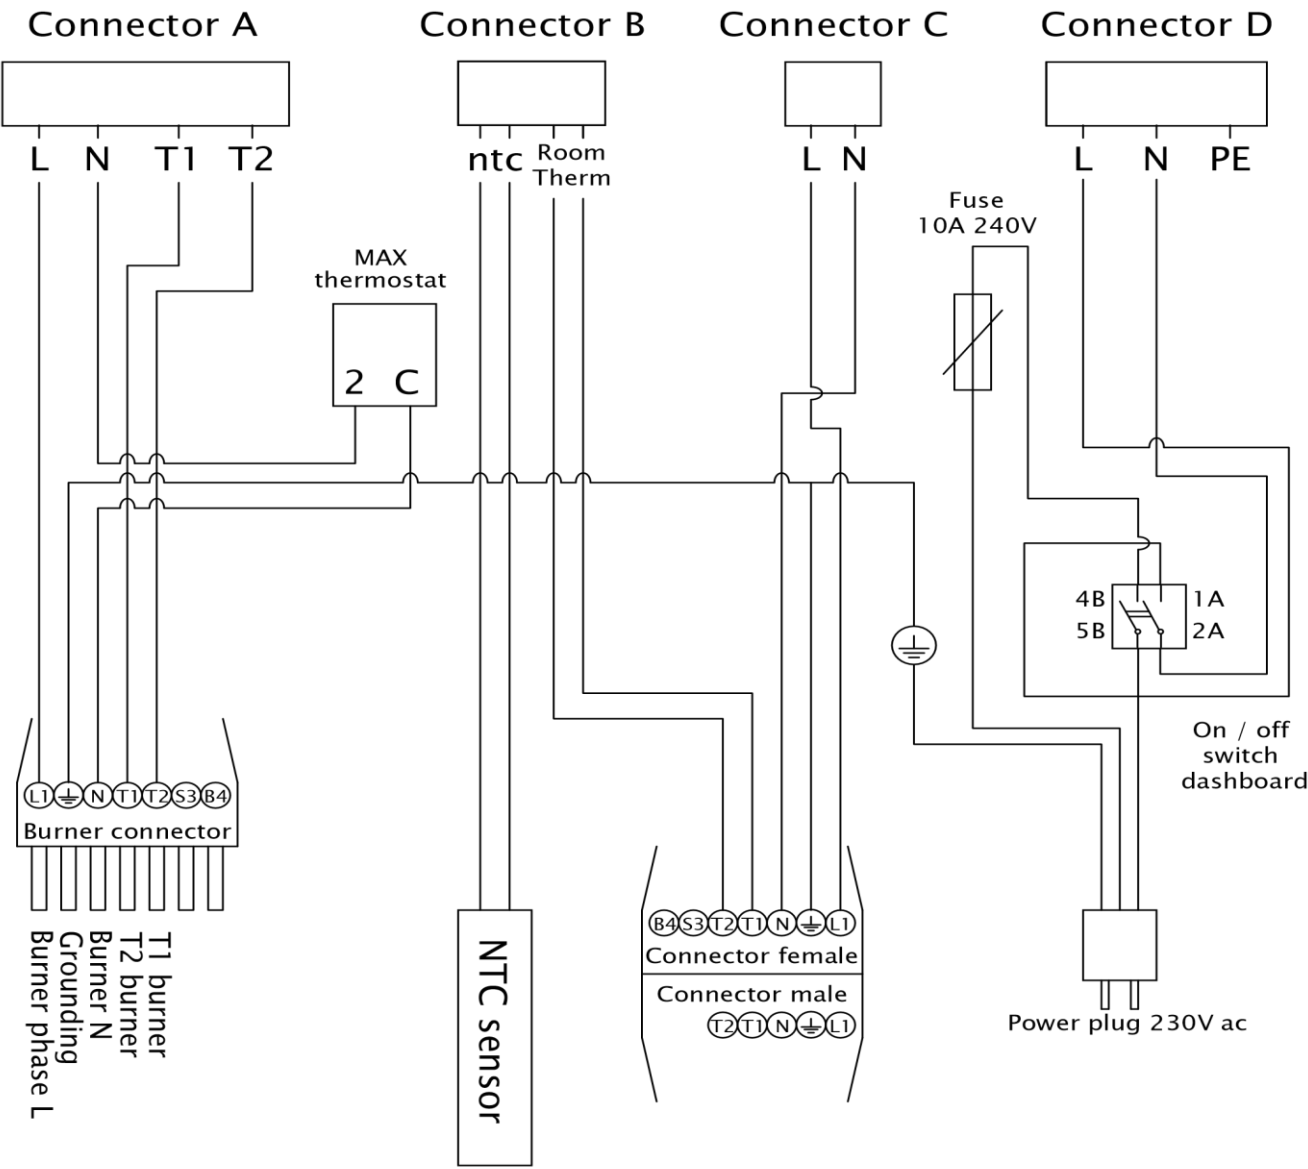 Connector A
Connector B
Connector C
Connector D
L N T1 T2
ntc
Room
Therm
L N
L N PE
Fuse
10A 240V
MAX
thermostat
2 C
4B
1A
5B
2A
On / off
switch
dashboard
L1 N T1 T2 S3 B4
Burner connector
Burner phase L
Grounding
Burner N
T2 burner
T1 burner
NTC sensor
B4 S3 T2 T1 N L1
Connector female
Connector male
T2 T1 N L1
Power plug 230V ac